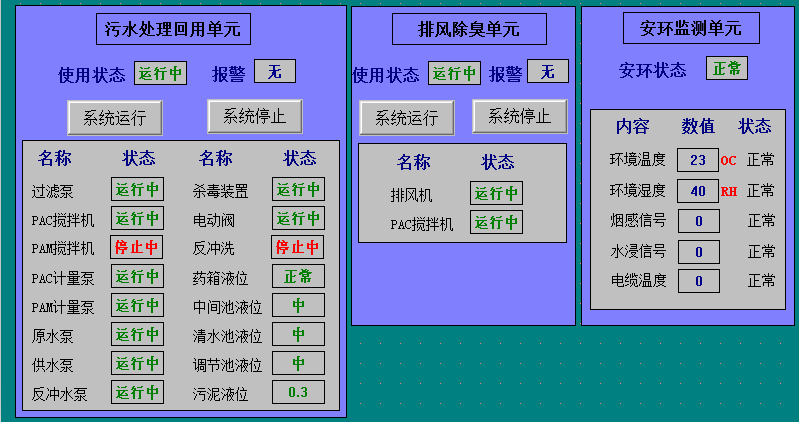 污水处理回用单元
使用状态 运行中 报警 无
系统运行 系统停止
名称 状态 名称 状态
过滤泵 运行中 杀毒装置 运行中
PAC搅拌机 运行中 电动阀 运行中
PAM搅拌机 停止中 反冲洗 停止中
PAC计量泵 运行中 药箱液位 正常
PAM计量泵 运行中 中间池液位 中
原水泵 运行中 清水池液位 中
供水泵 运行中 调节池液位 中
反冲水泵 运行中 污泥液位 0.3
排风除臭单元
使用状态 运行中 报警 无
系统运行 系统停止
名称 状态
排风机 运行中
PAC搅拌机 运行中
安环监测单元
安环状态 正常
内容 数值 状态
环境温度 23 OC 正常
环境湿度 40 RH 正常
烟感信号 0 正常
水浸信号 0 正常
电缆温度 0 正常